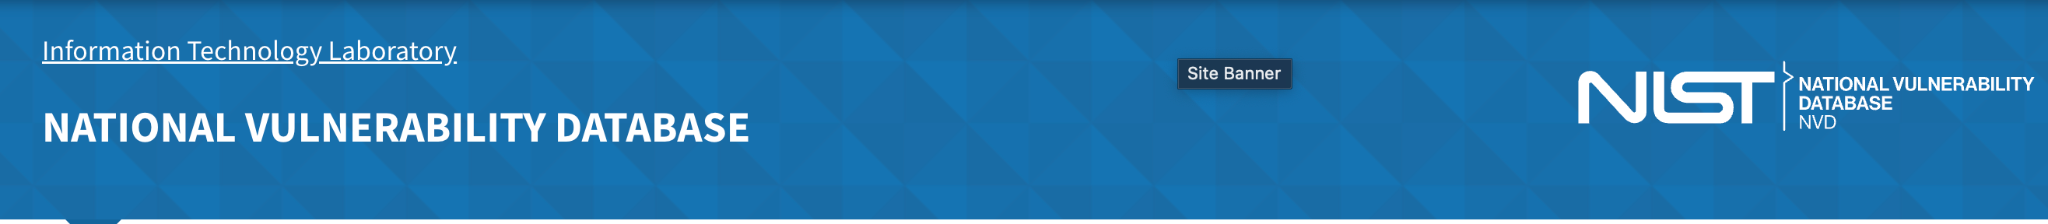 Information Technology Laboratory
NATIONAL VULNERABILITY DATABASE
Site Banner
NIST
NATIONAL VULNERABILITY
DATABASE
NVD